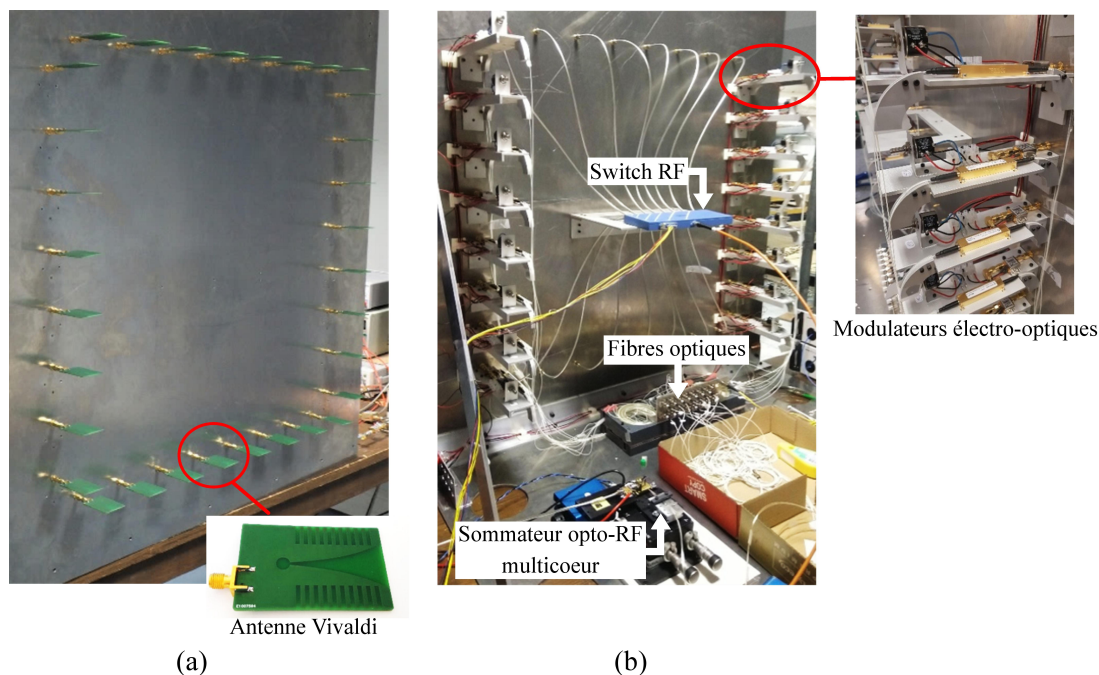 Switch RF
Modulateurs électro-optiques
Fibres optiques
Sommateur opto-RF
multicoeur
Antenne Vivaldi
(a)
(b)